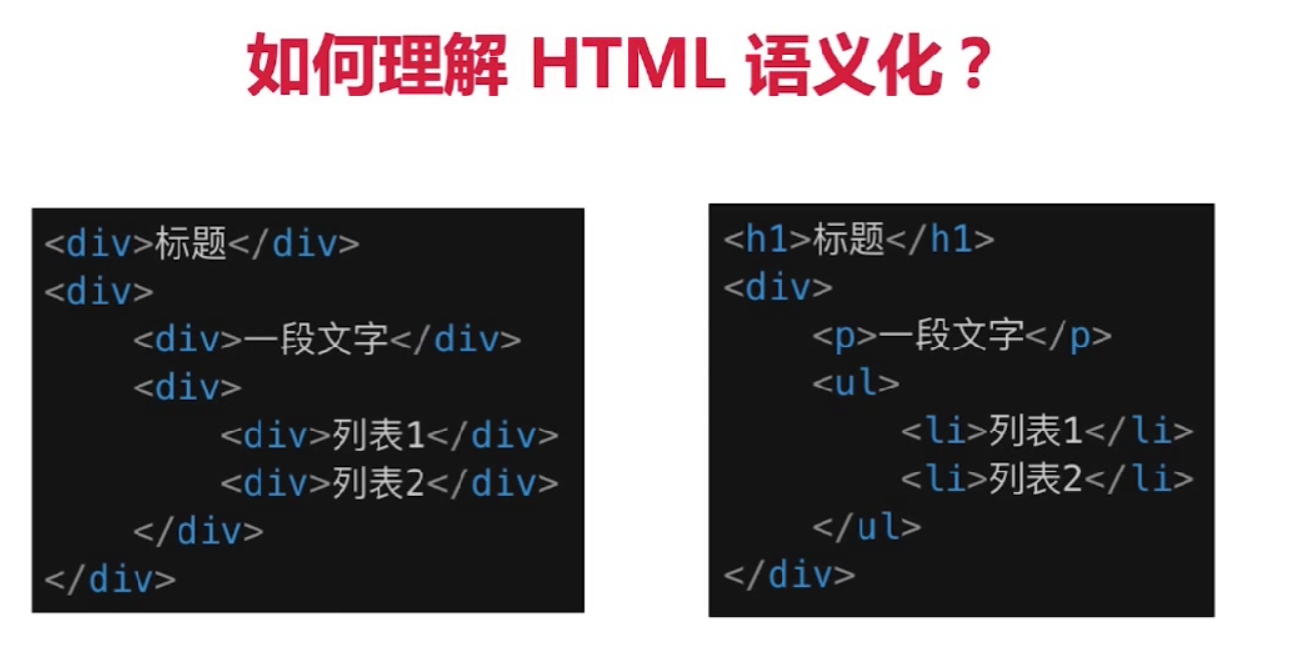 如何理解 HTML 语义化？
<div>标题</div>
<div>
<div>一段文字</div>
<div>
<div>列表1</div>
<div>列表2</div>
</div>
</div>
<h1>标题</h1>
<div>
<p>一段文字</p>
<ul>
<li>列表1</li>
<li>列表2</li>
</ul>
</div>